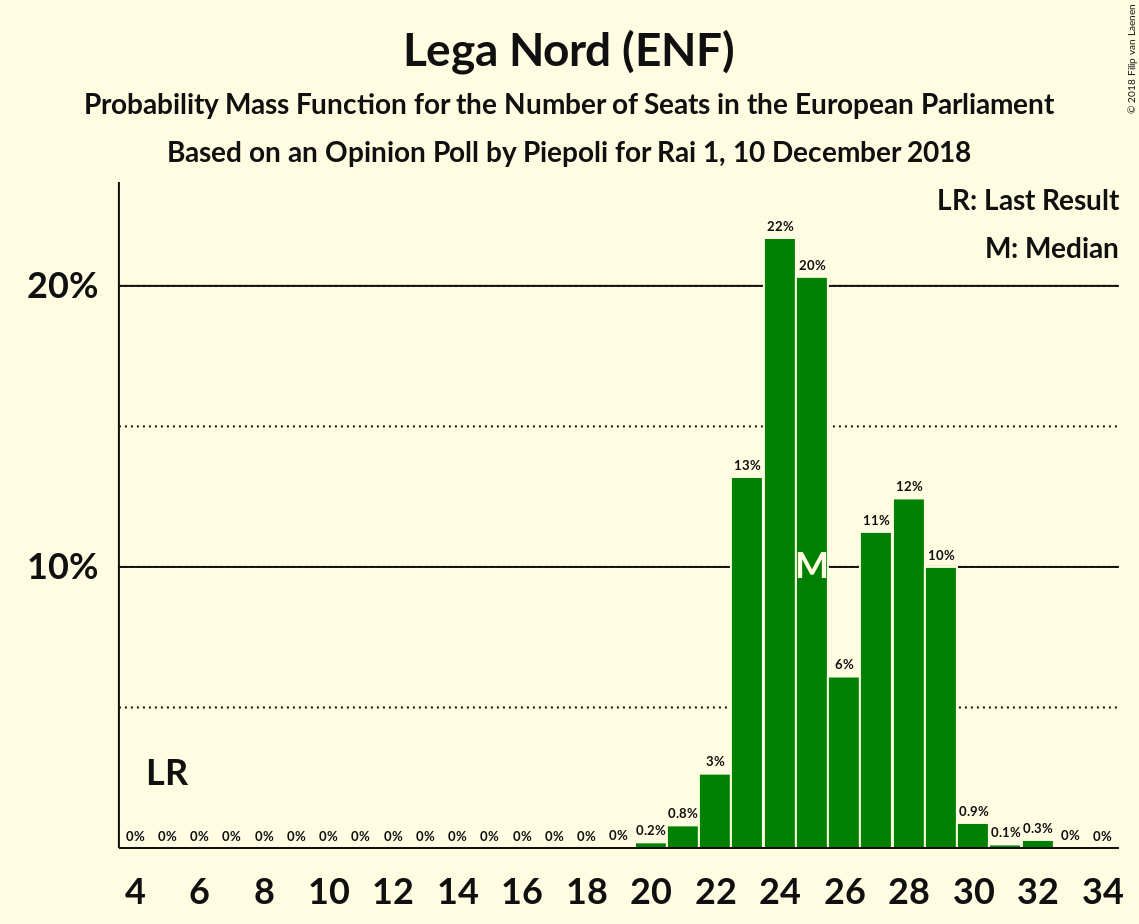 Lega Nord (ENF)
Probability Mass Function for the Number of Seats in the European Parliament
Based on an Opinion Poll by Piepoli for Rai 1, 10 December 2018
© 2018 Filip van Laenen
LR: Last Result
M: Median
20%
10%
22%
20%
13%
12%
11%
10%
M
6%
3%
LR
0% 0% 0% 0% 0% 0% 0% 0% 0% 0% 0% 0% 0% 0% 0% 0% 0.2% 0.8% 0.9% 0.1% 0.3% 0% 0%
4 6 8 10 12 14 16 18 20 22 24 26 28 30 32 34